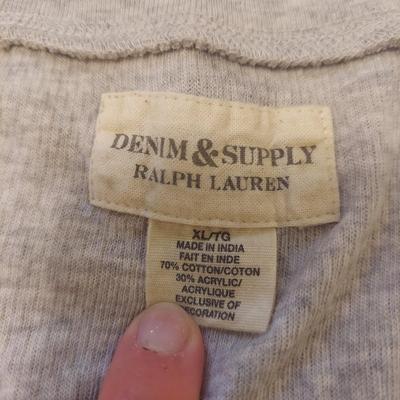 DENIM & SUPPLY
RALPH LAUREN
XL/TG
MADE IN INDIA
FAIT EN INDE
70% COTTON/COTON
30% ACRYLIC/
ACRYLIQUE
EXCLUSIVE OF
DECORATION